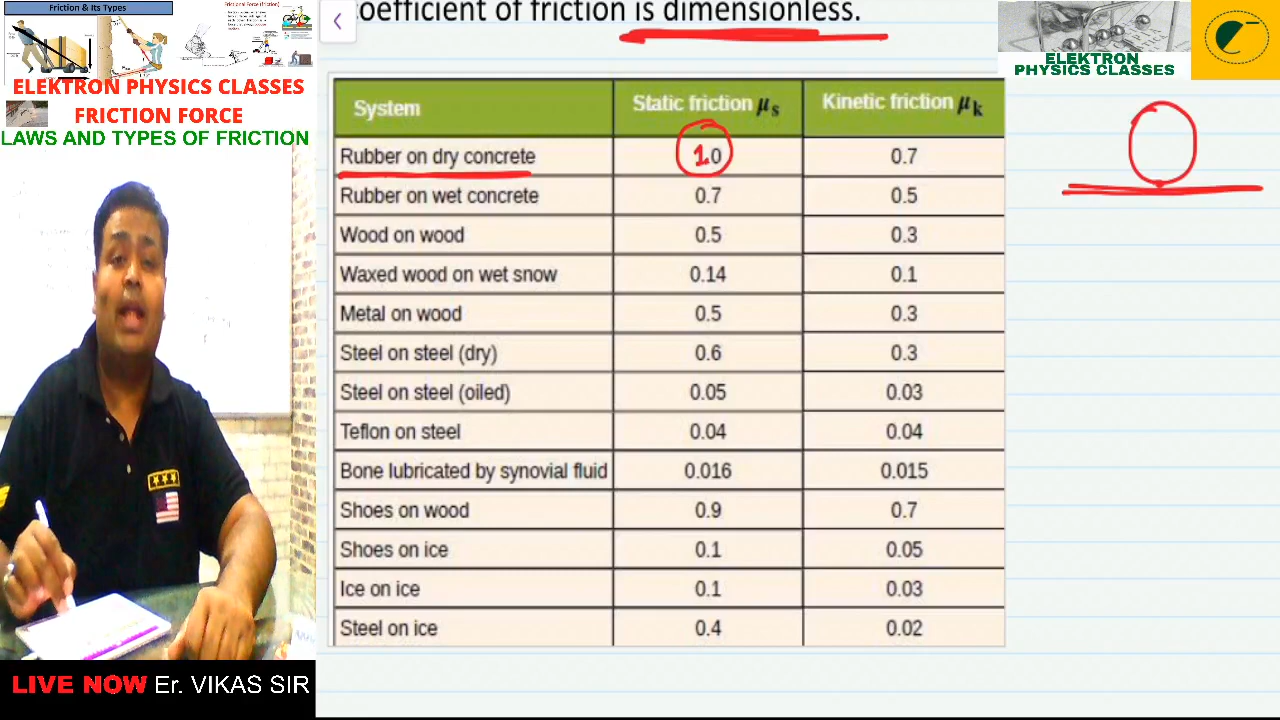 Friction & Its Types
Frictional Force (friction)
ELEKTRON PHYSICS CLASSES
FRICTION FORCE
LAWS AND TYPES OF FRICTION
coefficient of friction is dimensionless.
ELEKTRON
PHYSICS CLASSES
System Static friction μs Kinetic friction μk
Rubber on dry concrete 1.0 0.7
Rubber on wet concrete 0.7 0.5
Wood on wood 0.5 0.3
Waxed wood on wet snow 0.14 0.1
Metal on wood 0.5 0.3
Steel on steel (dry) 0.6 0.3
Steel on steel (oiled) 0.05 0.03
Teflon on steel 0.04 0.04
Bone lubricated by synovial fluid 0.016 0.015
Shoes on wood 0.9 0.7
Shoes on ice 0.1 0.05
Ice on ice 0.1 0.03
Steel on ice 0.4 0.02
LIVE NOW Er. VIKAS SIR